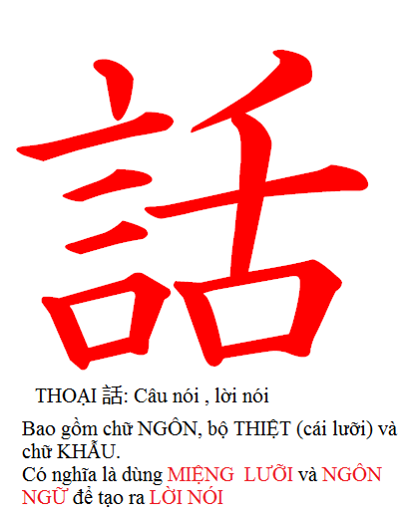 話
THOẠI 話: Câu nói , lời nói
Bao gồm chữ NGÔN, bộ THIỆT (cái lưỡi) và
chữ KHẨU.
Có nghĩa là dùng MIỆNG LƯỠI và NGÔN
NGỮ để tạo ra LỜI NÓI